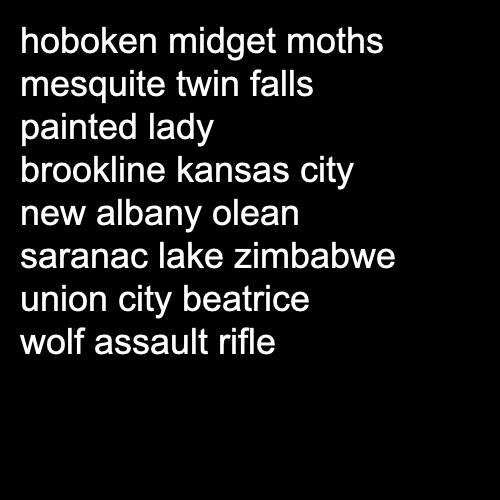 hoboken midget moths
mesquite twin falls
painted lady
brookline kansas city
new albany olean
saranac lake zimbabwe
union city beatrice
wolf assault rifle